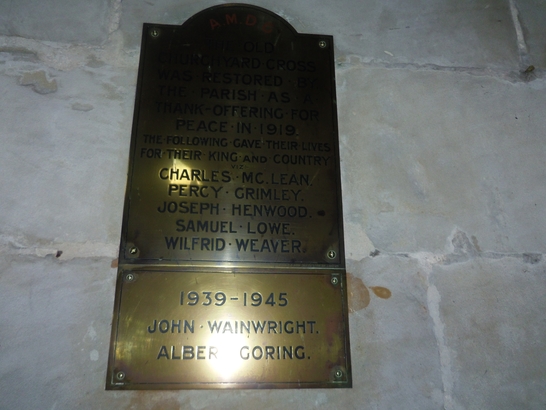 A.M.D.G.
OLD
CHURCHYARD·CROSS
WAS·RESTORED·BY
THE·PARISH·AS·A
THANK-OFFERING·FOR
PEACE·IN·1919.
THE·FOLLOWING·GAVE·THEIR·LIVES
FOR·THEIR·KING·AND·COUNTRY
VIZ
CHARLES·MC.LEAN.
PERCY·GRIMLEY.
JOSEPH·HENWOOD.
SAMUEL·LOWE.
WILFRID·WEAVER.
1939-1945
JOHN·WAINWRIGHT.
GORING.